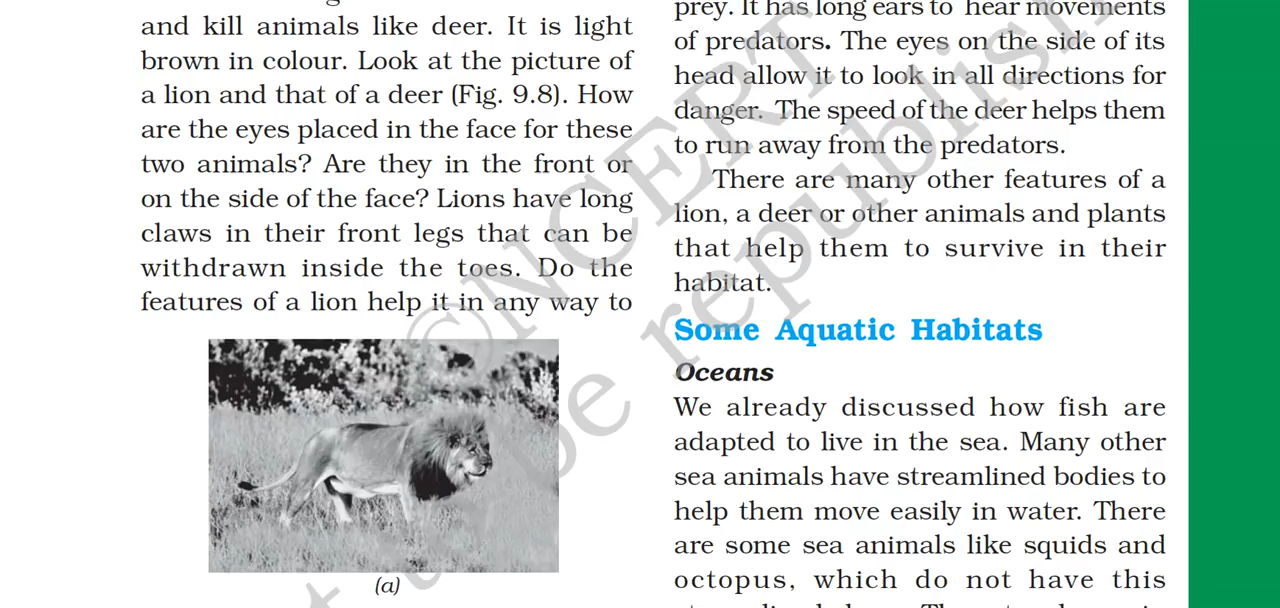 and kill animals like deer. It is light
brown in colour. Look at the picture of
a lion and that of a deer (Fig. 9.8). How
are the eyes placed in the face for these
two animals? Are they in the front or
on the side of the face? Lions have long
claws in their front legs that can be
withdrawn inside the toes. Do the
features of a lion help it in any way to
(a)
prey. It has long ears to hear movements
of predators. The eyes on the side of its
head allow it to look in all directions for
danger. The speed of the deer helps them
to run away from the predators.
There are many other features of a
lion, a deer or other animals and plants
that help them to survive in their
habitat.
Some Aquatic Habitats
Oceans
We already discussed how fish are
adapted to live in the sea. Many other
sea animals have streamlined bodies to
help them move easily in water. There
are some sea animals like squids and
octopus, which do not have this
©NCERT
be republish